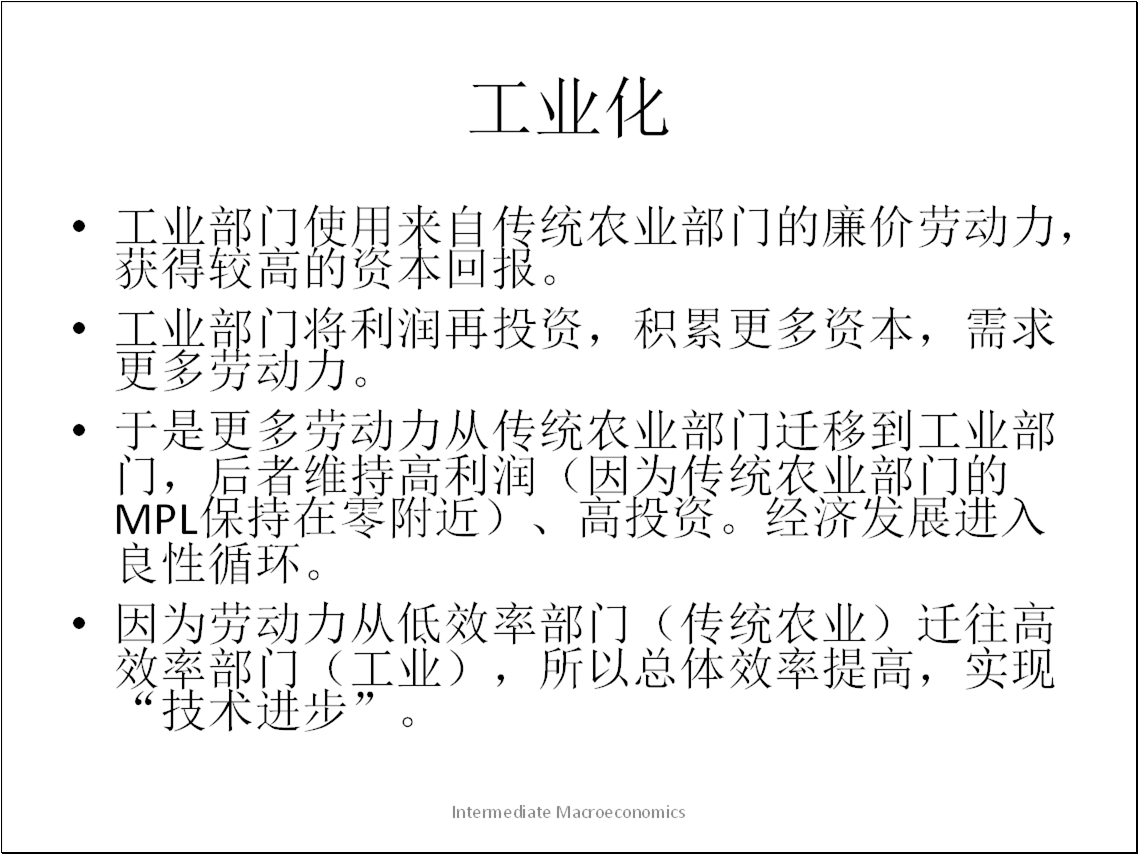 工业化
• 工业部门使用来自传统农业部门的廉价劳动力，
获得较高的资本回报。
• 工业部门将利润再投资，积累更多资本，需求
更多劳动力。
• 于是更多劳动力从传统农业部门迁移到工业部
门，后者维持高利润（因为传统农业部门的
MPL保持在零附近）、高投资。经济发展进入
良性循环。
• 因为劳动力从低效率部门（传统农业）迁往高
效率部门（工业），所以总体效率提高，实现
“技术进步”。
Intermediate Macroeconomics